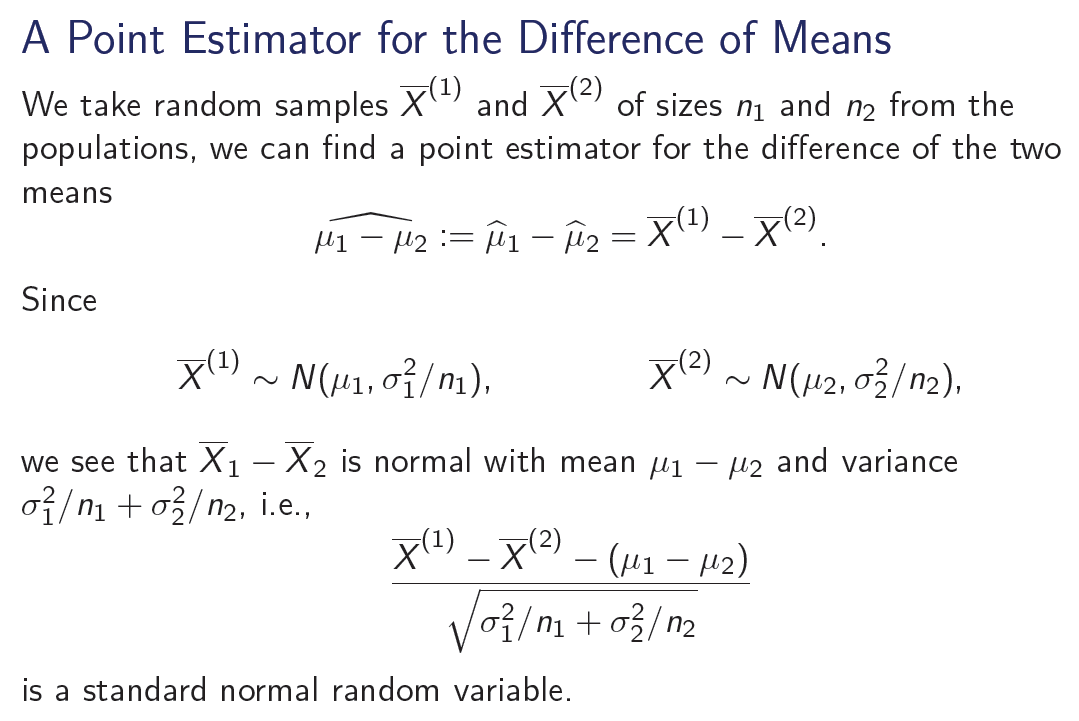 A Point Estimator for the Difference of Means
We take random samples $\overline{X}^{(1)}$ and $\overline{X}^{(2)}$ of sizes $n_1$ and $n_2$ from the
populations, we can find a point estimator for the difference of the two
means
$\widehat{\mu_1 - \mu_2} := \widehat{\mu}_1 - \widehat{\mu}_2 = \overline{X}^{(1)} - \overline{X}^{(2)}.$
Since
$\overline{X}^{(1)} \sim N(\mu_1, \sigma_1^2/n_1), \qquad \overline{X}^{(2)} \sim N(\mu_2, \sigma_2^2/n_2),$
we see that $\overline{X}_1 - \overline{X}_2$ is normal with mean $\mu_1 - \mu_2$ and variance
$\sigma_1^2/n_1 + \sigma_2^2/n_2$, i.e.,
$\frac{\overline{X}^{(1)} - \overline{X}^{(2)} - (\mu_1 - \mu_2)}{\sqrt{\sigma_1^2/n_1 + \sigma_2^2/n_2}}$
is a standard normal random variable.